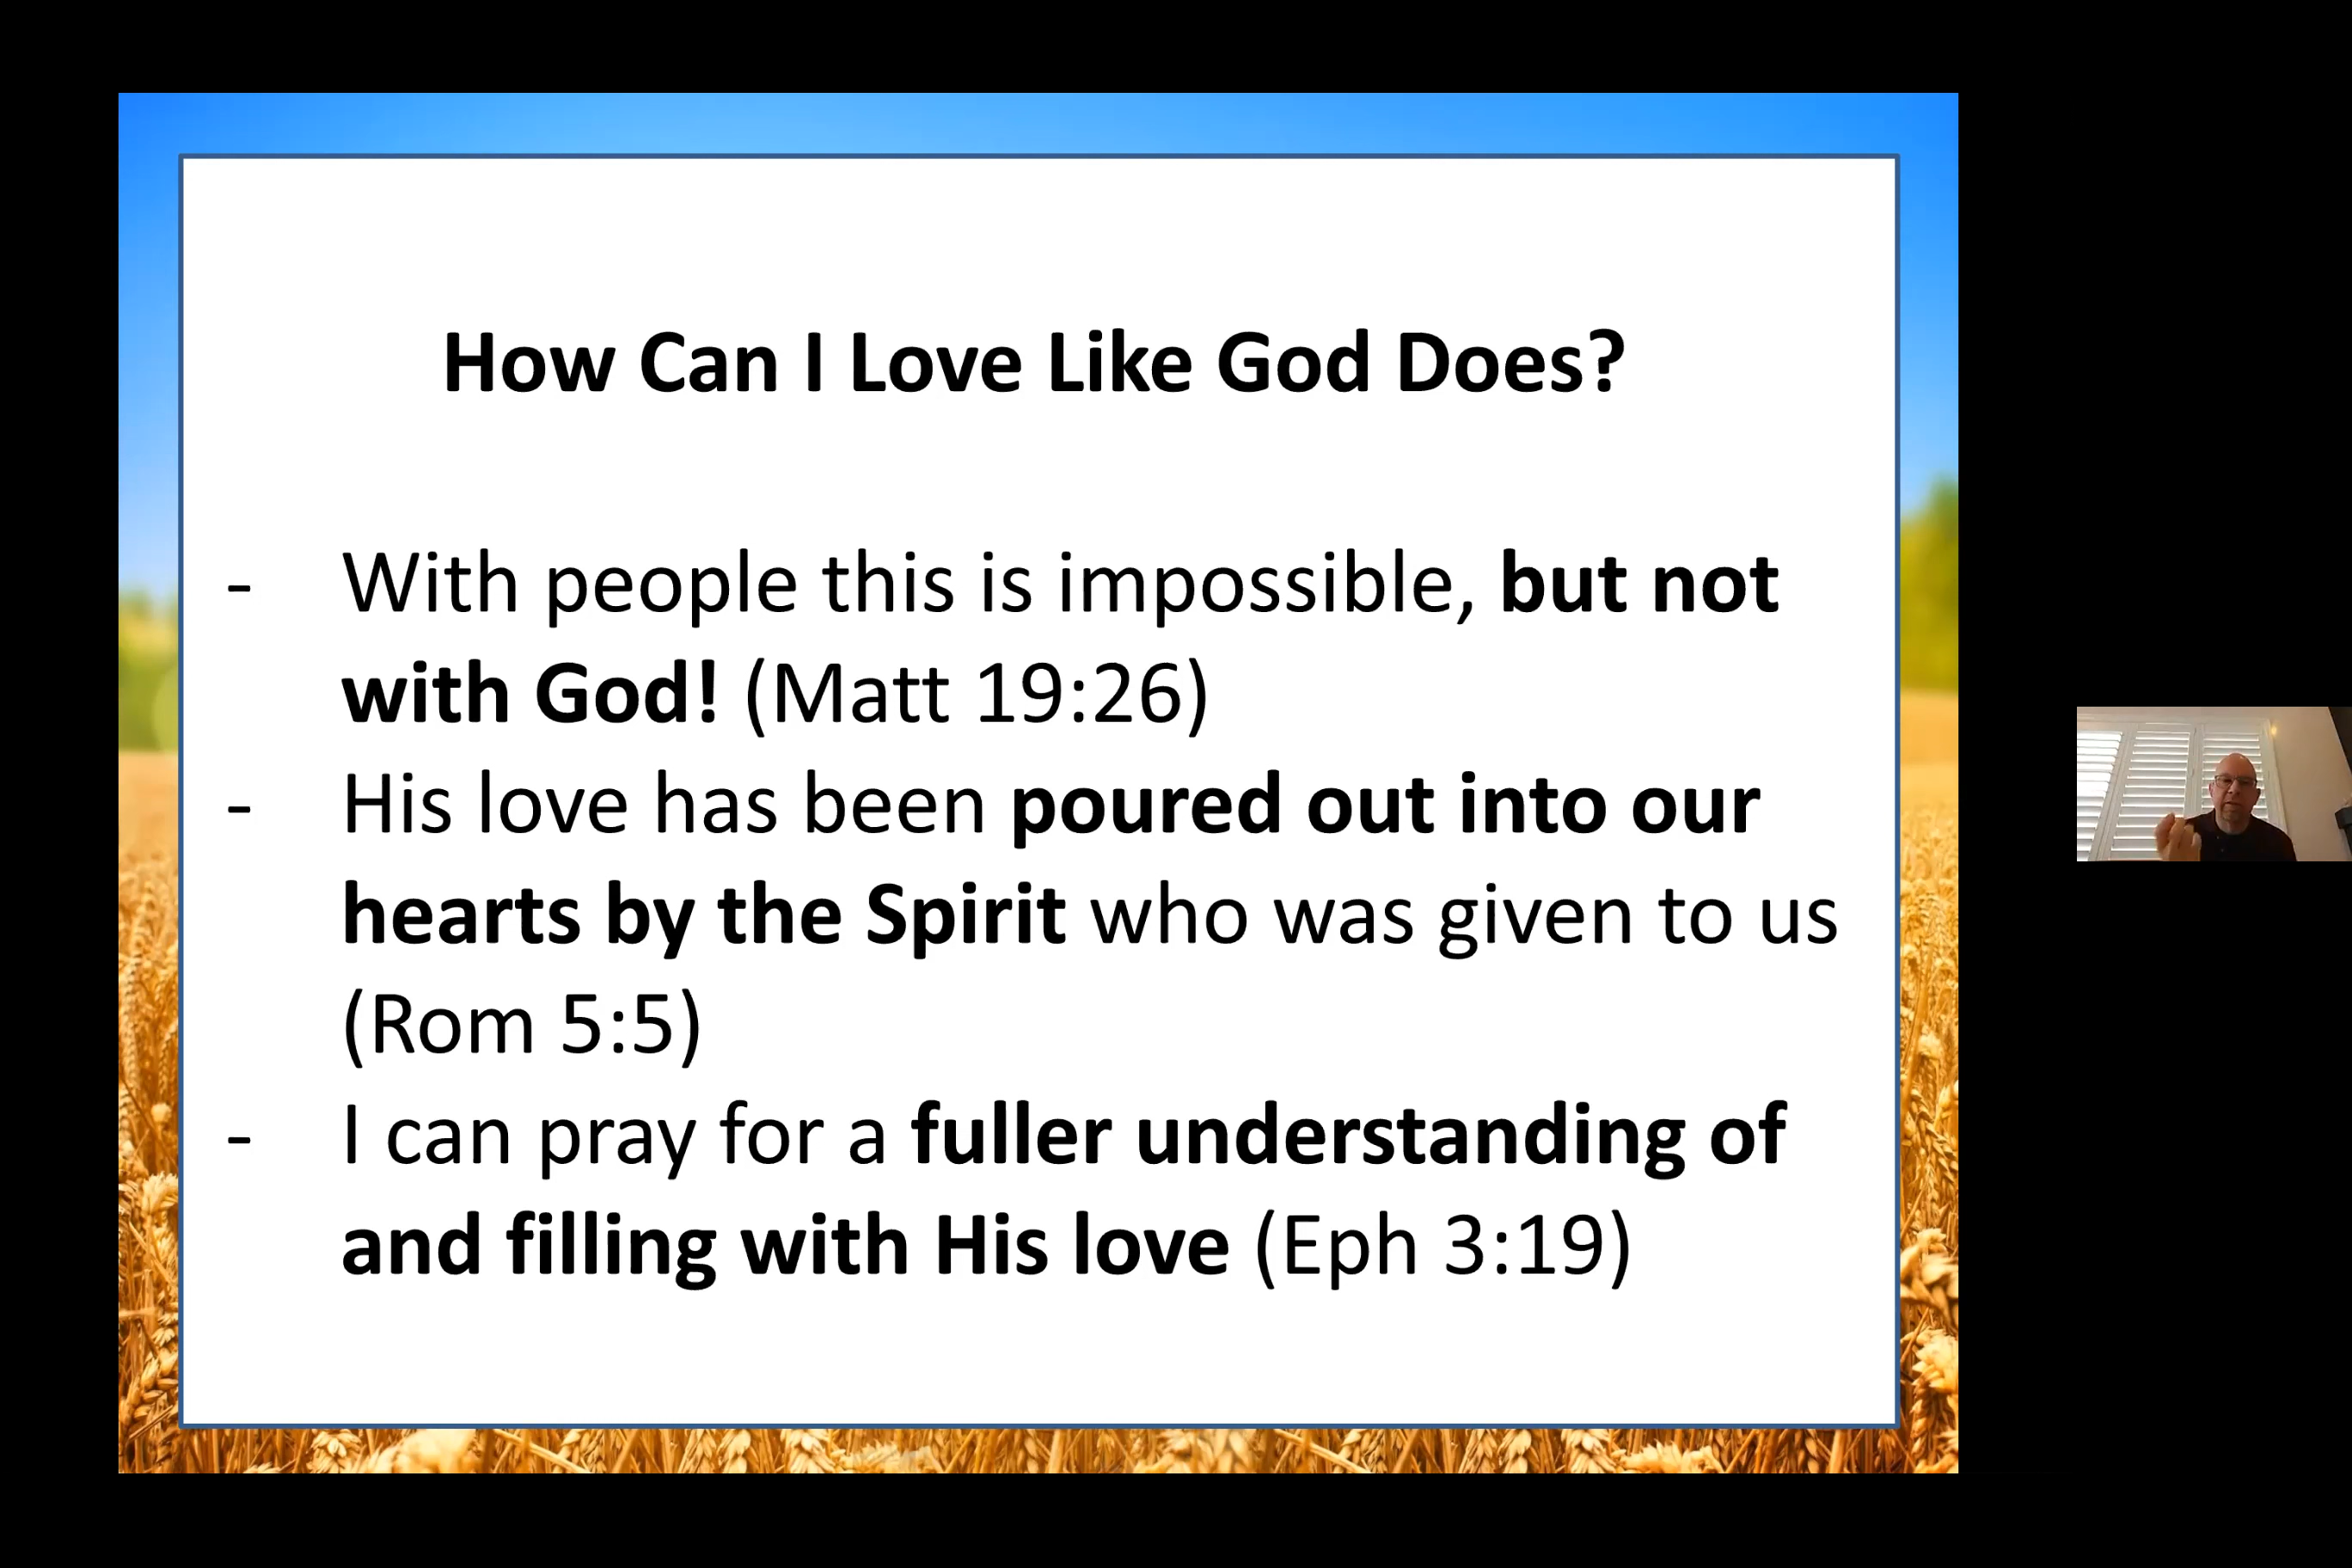 How Can I Love Like God Does?
- With people this is impossible, but not
with God! (Matt 19:26)
- His love has been poured out into our
hearts by the Spirit who was given to us
(Rom 5:5)
- I can pray for a fuller understanding of
and filling with His love (Eph 3:19)